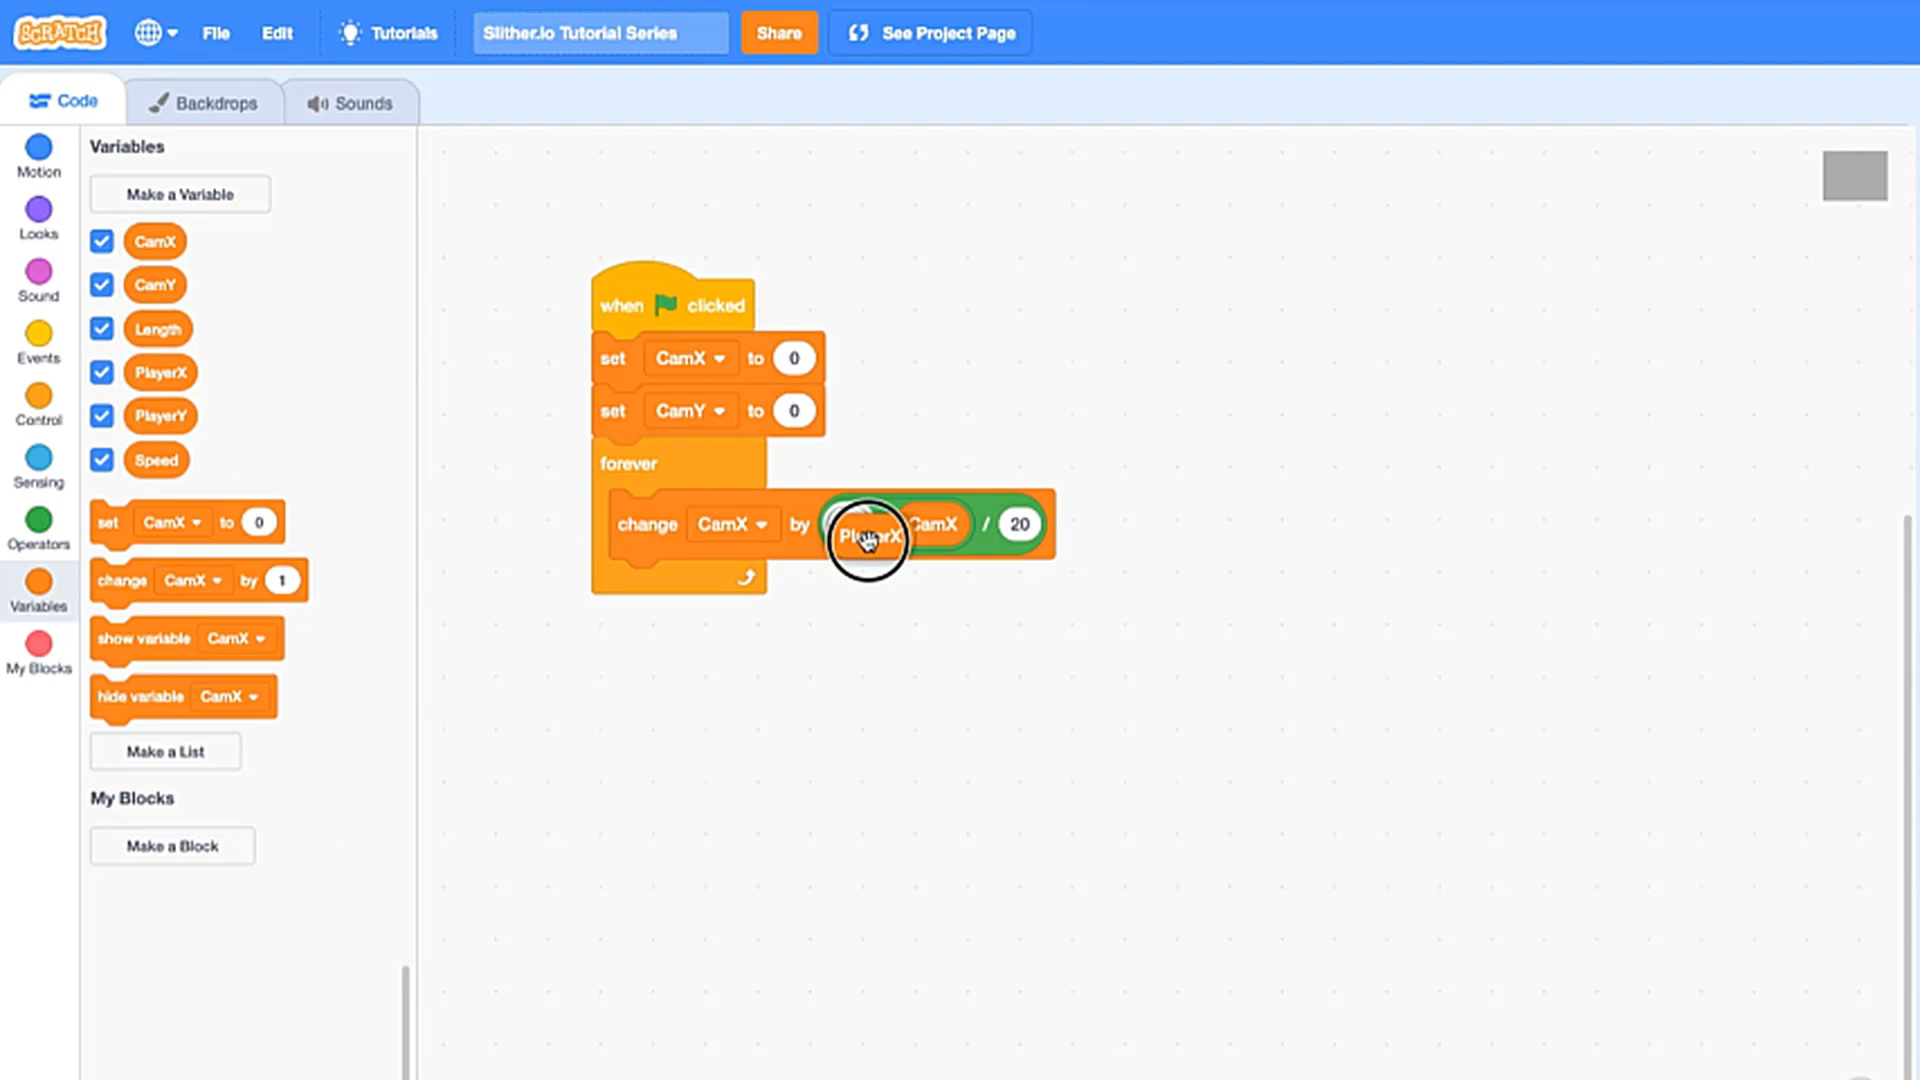 SCRATCH File Edit Tutorials Slither.io Tutorial Series Share See Project Page
Code Backdrops Sounds
Motion
Looks
Sound
Events
Control
Sensing
Operators
Variables
My Blocks
Variables
Make a Variable
CamX
CamY
Length
PlayerX
PlayerY
Speed
set CamX to 0
change CamX by 1
show variable CamX
hide variable CamX
Make a List
My Blocks
Make a Block
when clicked
set CamX to 0
set CamY to 0
forever
change CamX by PlayerX CamX / 20